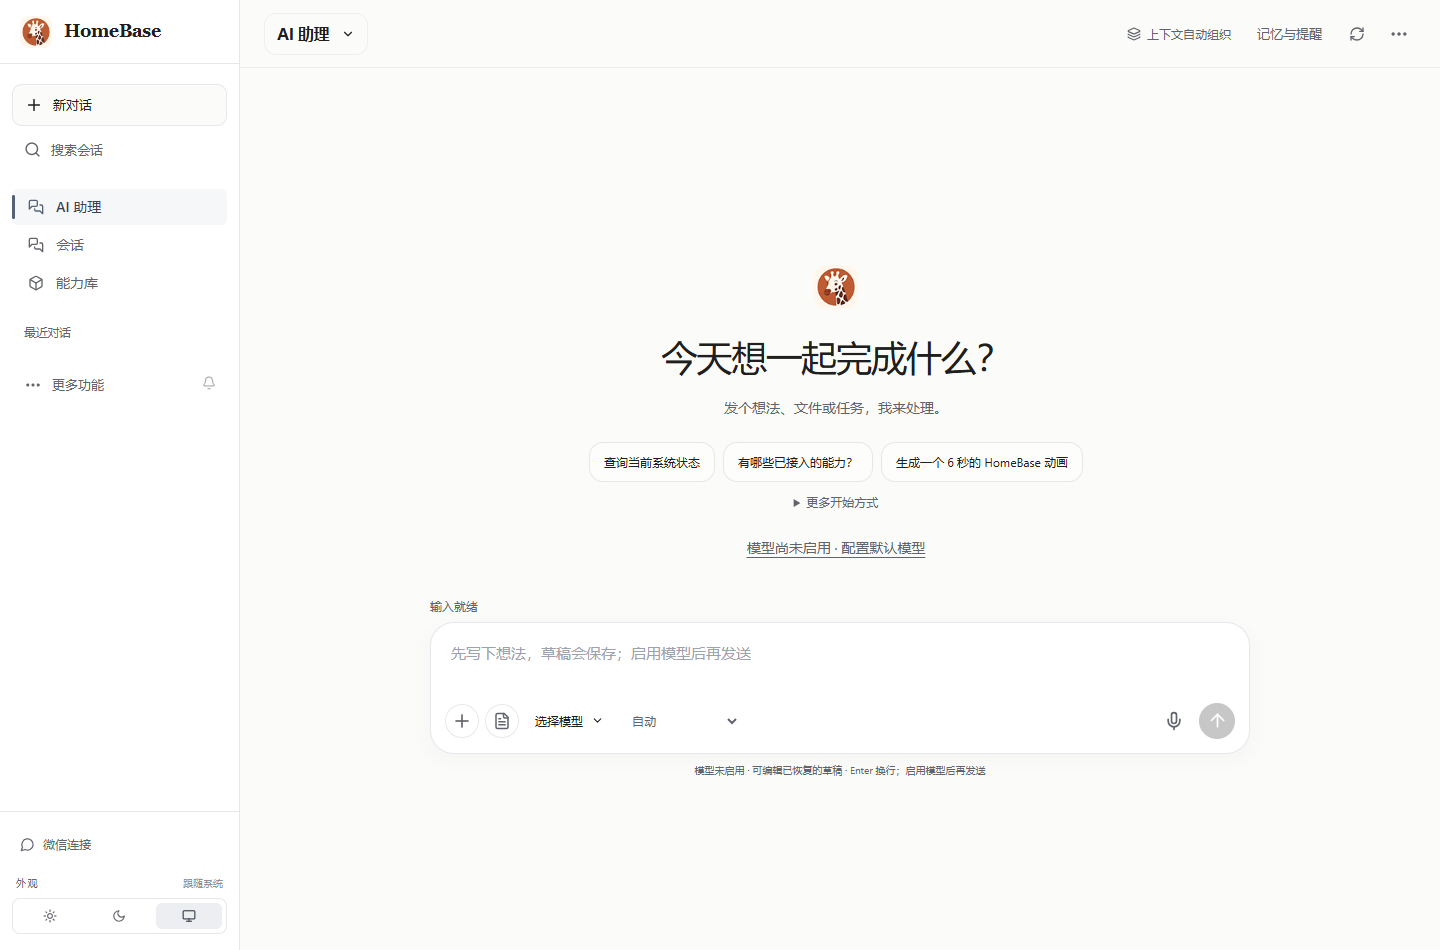 HomeBase
新对话
搜索会话
AI 助理
会话
能力库
最近对话
更多功能
微信连接
外观 跟随系统
AI 助理
上下文自动组织 记忆与提醒
今天想一起完成什么？
发个想法、文件或任务，我来处理。
查询当前系统状态 有哪些已接入的能力？ 生成一个 6 秒的 HomeBase 动画
更多开始方式
模型尚未启用 · 配置默认模型
输入就绪
先写下想法，草稿会保存；启用模型后再发送
选择模型 自动
模型未启用 · 可编辑已恢复的草稿 · Enter 换行；启用模型后再发送